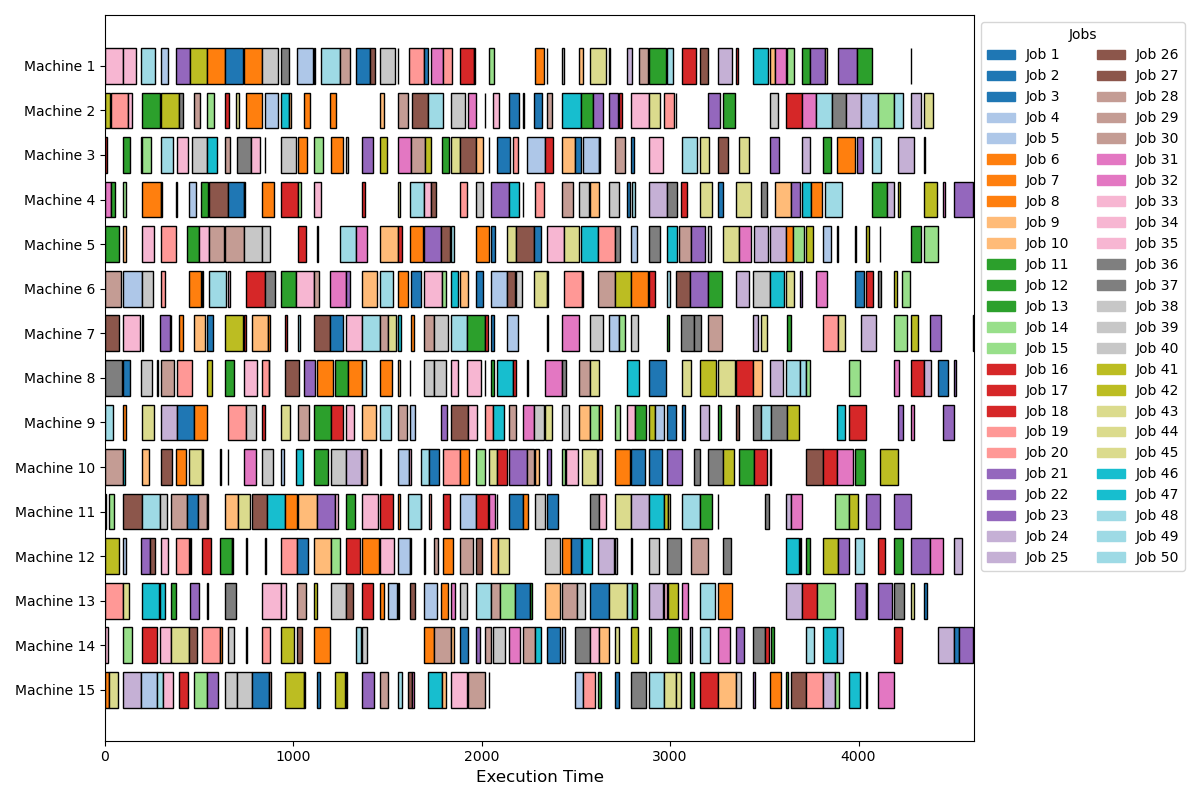 Machine 1
Machine 2
Machine 3
Machine 4
Machine 5
Machine 6
Machine 7
Machine 8
Machine 9
Machine 10
Machine 11
Machine 12
Machine 13
Machine 14
Machine 15
0 1000 2000 3000 4000
Execution Time
Jobs
Job 1
Job 2
Job 3
Job 4
Job 5
Job 6
Job 7
Job 8
Job 9
Job 10
Job 11
Job 12
Job 13
Job 14
Job 15
Job 16
Job 17
Job 18
Job 19
Job 20
Job 21
Job 22
Job 23
Job 24
Job 25
Job 26
Job 27
Job 28
Job 29
Job 30
Job 31
Job 32
Job 33
Job 34
Job 35
Job 36
Job 37
Job 38
Job 39
Job 40
Job 41
Job 42
Job 43
Job 44
Job 45
Job 46
Job 47
Job 48
Job 49
Job 50